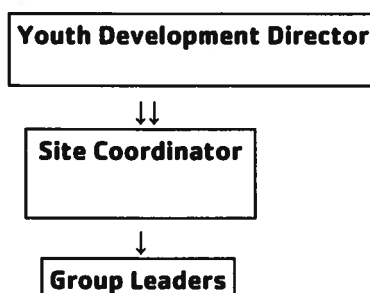 Youth Development Director
↓↓
Site Coordinator
↓
Group Leaders